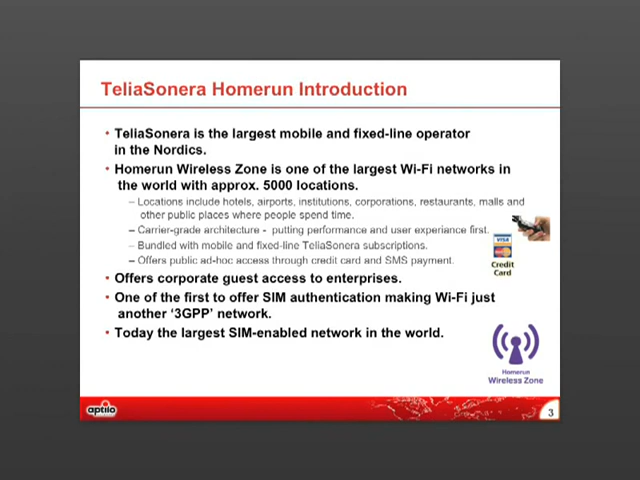 TeliaSonera Homerun Introduction
• TeliaSonera is the largest mobile and fixed-line operator
in the Nordics.
• Homerun Wireless Zone is one of the largest Wi-Fi networks in
the world with approx. 5000 locations.
– Locations include hotels, airports, institutions, corporations, restaurants, malls and
other public places where people spend time.
– Carrier-grade architecture - putting performance and user experience first.
– Bundled with mobile and fixed-line TeliaSonera subscriptions.
– Offers public ad-hoc access through credit card and SMS payment.
VISA
Credit
Card
• Offers corporate guest access to enterprises.
• One of the first to offer SIM authentication making Wi-Fi just
another ‘3GPP’ network.
• Today the largest SIM-enabled network in the world.
Homerun
Wireless Zone
aptilo
3